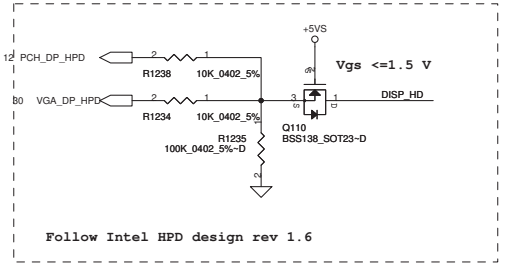 +5VS
12 PCH_DP_HPD
2
1
Vgs <=1.5 V
R1238
10K_0402_5%
G
2
30 VGA_DP_HPD
2
1
3
S
D
1
DISP_HD
R1234
10K_0402_5%
1
Q110
BSS138_SOT23~D
R1235
100K_0402_5%~D
2
Follow Intel HPD design rev 1.6